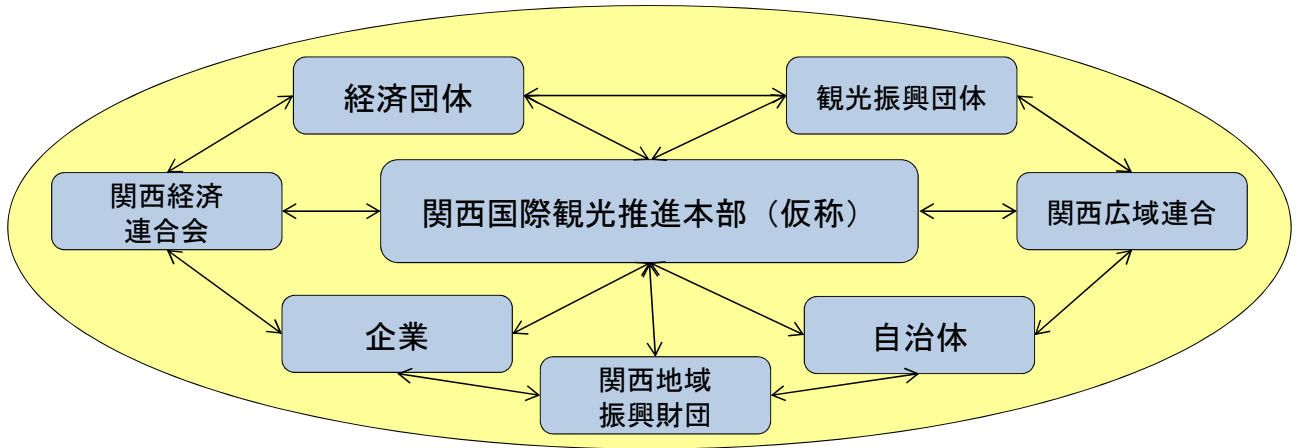 経済団体
観光振興団体
関西経済
連合会
関西国際観光推進本部（仮称）
関西広域連合
企業
自治体
関西地域
振興財団